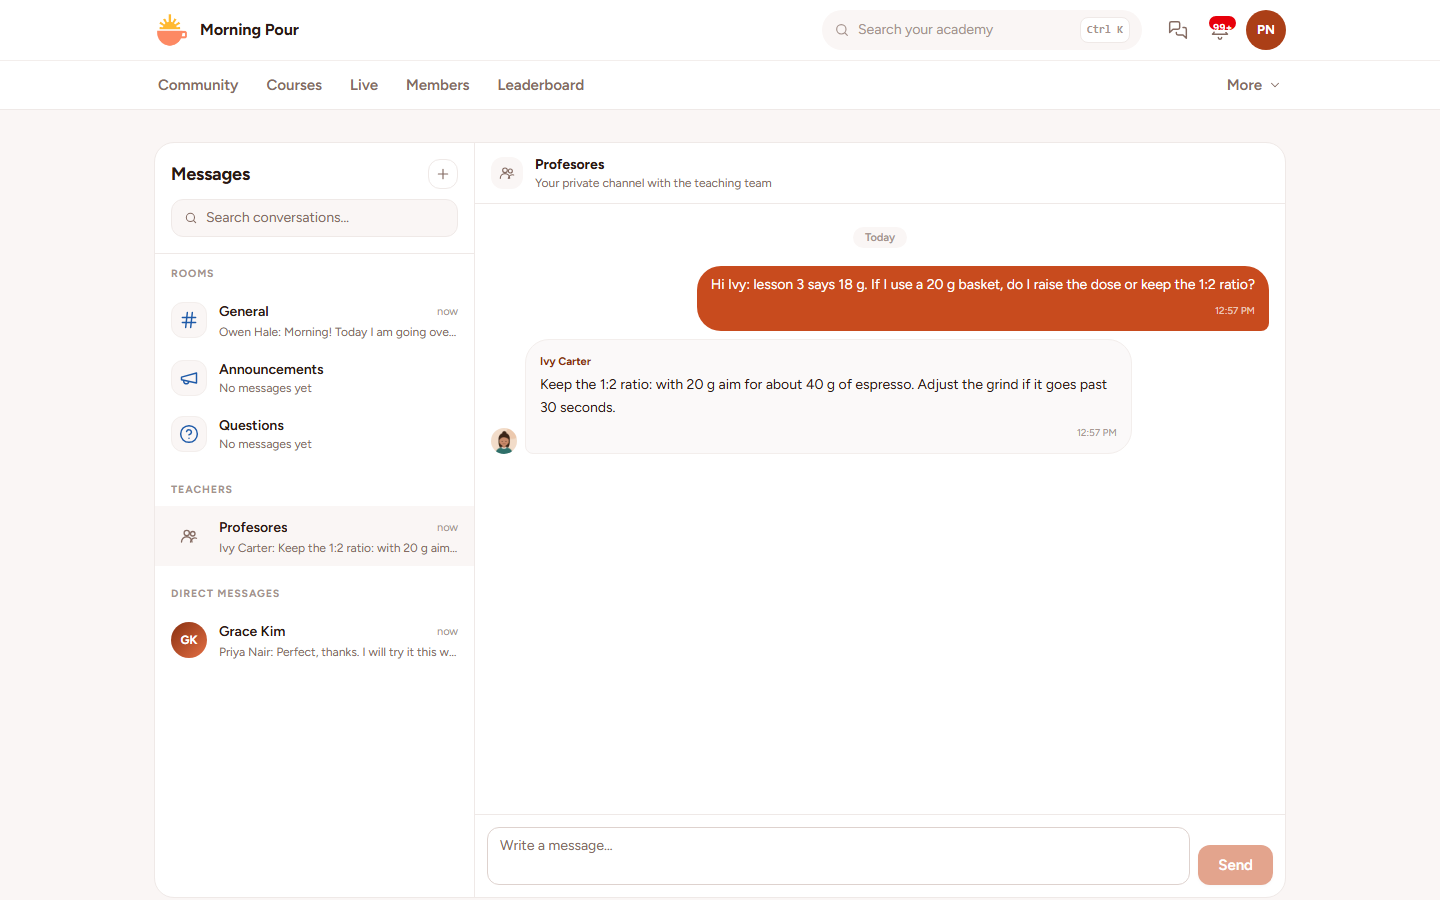 Morning Pour
Search your academy
Ctrl K
99+
PN
Community
Courses
Live
Members
Leaderboard
More
Messages
Search conversations...
ROOMS
General
now
Owen Hale: Morning! Today I am going ove...
Announcements
No messages yet
Questions
No messages yet
TEACHERS
Profesores
now
Ivy Carter: Keep the 1:2 ratio: with 20 g aim...
DIRECT MESSAGES
GK
Grace Kim
now
Priya Nair: Perfect, thanks. I will try it this w...
Profesores
Your private channel with the teaching team
Today
Hi Ivy: lesson 3 says 18 g. If I use a 20 g basket, do I raise the dose or keep the 1:2 ratio?
12:57 PM
Ivy Carter
Keep the 1:2 ratio: with 20 g aim for about 40 g of espresso. Adjust the grind if it goes past
30 seconds.
12:57 PM
Write a message...
Send